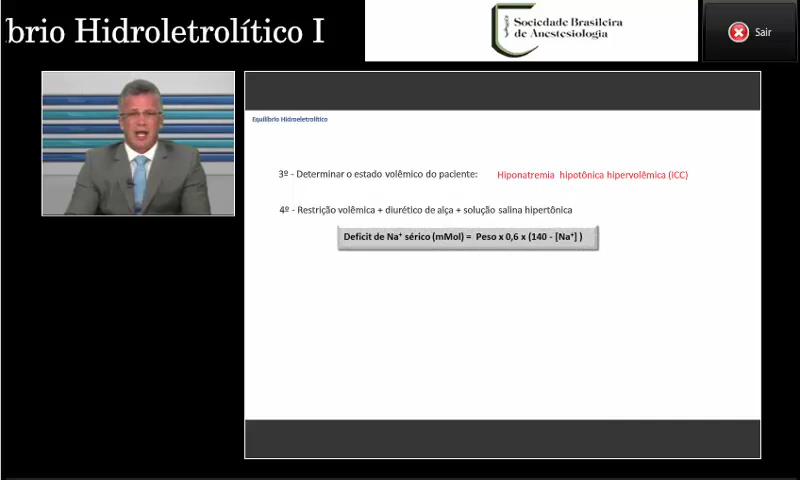 brio Hidroletrolítico I
Sociedade Brasileira
de Anestesiologia
Sair
Equilíbrio Hidroeletrolítico
3º - Determinar o estado volêmico do paciente: Hiponatremia hipotônica hipervolêmica (ICC)
4º - Restrição volêmica + diurético de alça + solução salina hipertônica
Deficit de Na⁺ sérico (mMol) = Peso x 0,6 x (140 - [Na⁺] )